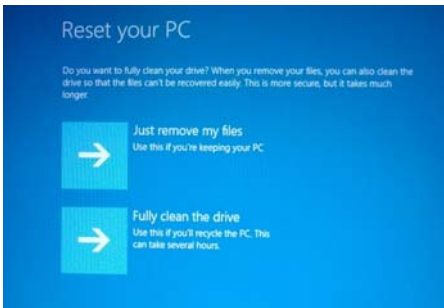 Reset your PC
Do you want to fully clean your drive? When you remove your files, you can also clean the
drive so that the files can't be recovered easily. This is more secure, but it takes much
longer.
Just remove my files
Use this if you're keeping your PC
Fully clean the drive
Use this if you'll recycle the PC. This
can take several hours.